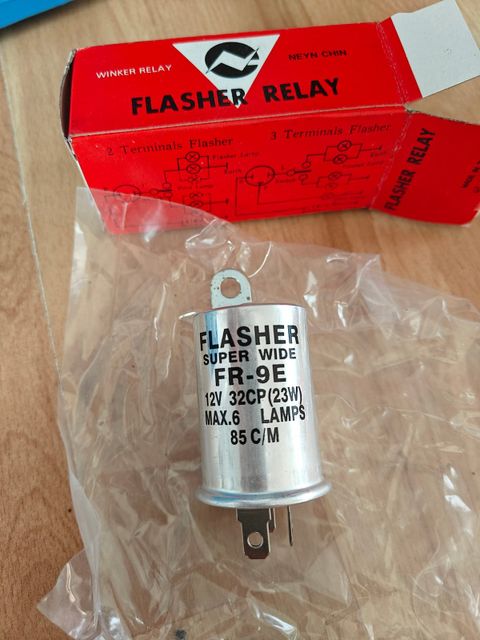 WINKER RELAY
NEYN CHIN
FLASHER RELAY
2 Terminals Flasher
3 Terminals Flasher
FLASHER RELAY
FLASHER
SUPER WIDE
FR-9E
12V 32CP(23W)
MAX.6 LAMPS
85 C/M